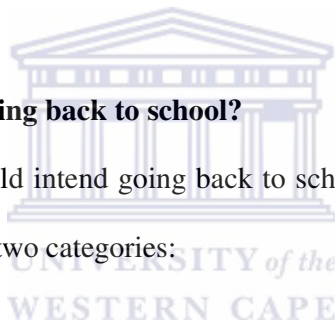 ing back to school?
ld intend going back to sch
two categories:
UNIVERSITY of the
WESTERN CAPE